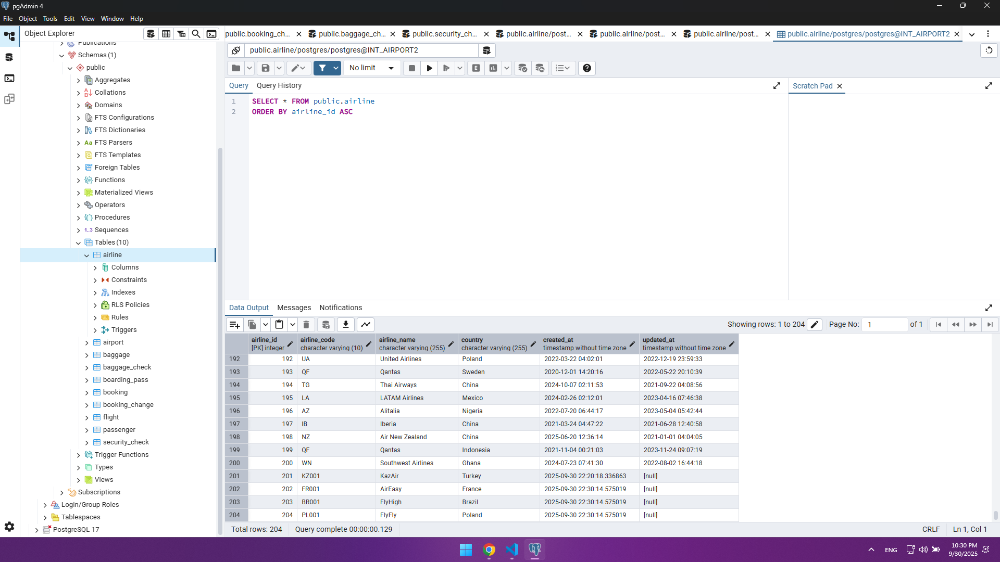 pgAdmin 4
File Object Tools Edit View Window Help
Object Explorer
public.booking_ch...
public.baggage_ch...
public.security_ch...
public.airline/post...
public.airline/post...
public.airline/post...
public.airline/postgres/postgres@INT_AIRPORT2
public.airline/postgres/postgres@INT_AIRPORT2
No limit
Query
Query History
Scratch Pad
1 SELECT * FROM public.airline
2 ORDER BY airline_id ASC
Publications
Schemas (1)
public
Aggregates
Collations
Domains
FTS Configurations
FTS Dictionaries
Aa FTS Parsers
FTS Templates
Foreign Tables
Functions
Materialized Views
Operators
Procedures
1..3 Sequences
Tables (10)
airline
Columns
Constraints
Indexes
RLS Policies
Rules
Triggers
airport
baggage
baggage_check
boarding_pass
booking
booking_change
flight
passenger
security_check
Trigger Functions
Types
Views
Subscriptions
Login/Group Roles
Tablespaces
PostgreSQL 17
Data Output
Messages
Notifications
Showing rows: 1 to 204
Page No: 1 of 1
airline_id airline_code airline_name country created_at updated_at
[PK] integer character varying (10) character varying (255) character varying (255) timestamp without time zone timestamp without time zone
192 192 UA United Airlines Poland 2022-03-22 04:02:01 2022-12-19 23:59:33
193 193 QF Qantas Sweden 2020-12-01 14:20:16 2022-05-22 20:10:39
194 194 TG Thai Airways China 2024-10-07 02:11:53 2021-09-22 04:08:56
195 195 LA LATAM Airlines Mexico 2024-02-26 02:12:01 2023-04-16 07:46:38
196 196 AZ Alitalia Nigeria 2022-07-20 06:44:17 2023-05-04 05:42:44
197 197 IB Iberia China 2021-03-24 04:47:22 2021-06-28 12:40:58
198 198 NZ Air New Zealand China 2025-06-20 12:36:14 2021-01-01 04:04:05
199 199 QF Qantas Indonesia 2021-11-04 00:21:03 2023-11-24 09:07:19
200 200 WN Southwest Airlines Ghana 2024-07-23 07:41:30 2022-08-02 16:44:18
201 201 KZ001 KazAir Turkey 2025-09-30 22:20:18.336863 [null]
202 202 FR001 AirEasy France 2025-09-30 22:30:14.575019 [null]
203 203 BR001 FlyHigh Brazil 2025-09-30 22:30:14.575019 [null]
204 204 PL001 FlyFly Poland 2025-09-30 22:30:14.575019 [null]
Total rows: 204
Query complete 00:00:00.129
CRLF
Ln 1, Col 1
ENG
10:30 PM
9/30/2025